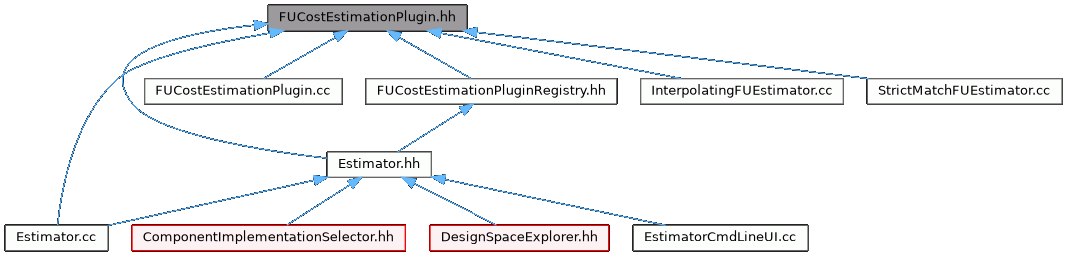 FUCostEstimationPlugin.hh
FUCostEstimationPlugin.cc
FUCostEstimationPluginRegistry.hh
InterpolatingFUEstimator.cc
StrictMatchFUEstimator.cc
Estimator.hh
Estimator.cc
ComponentImplementationSelector.hh
DesignSpaceExplorer.hh
EstimatorCmdLineUI.cc